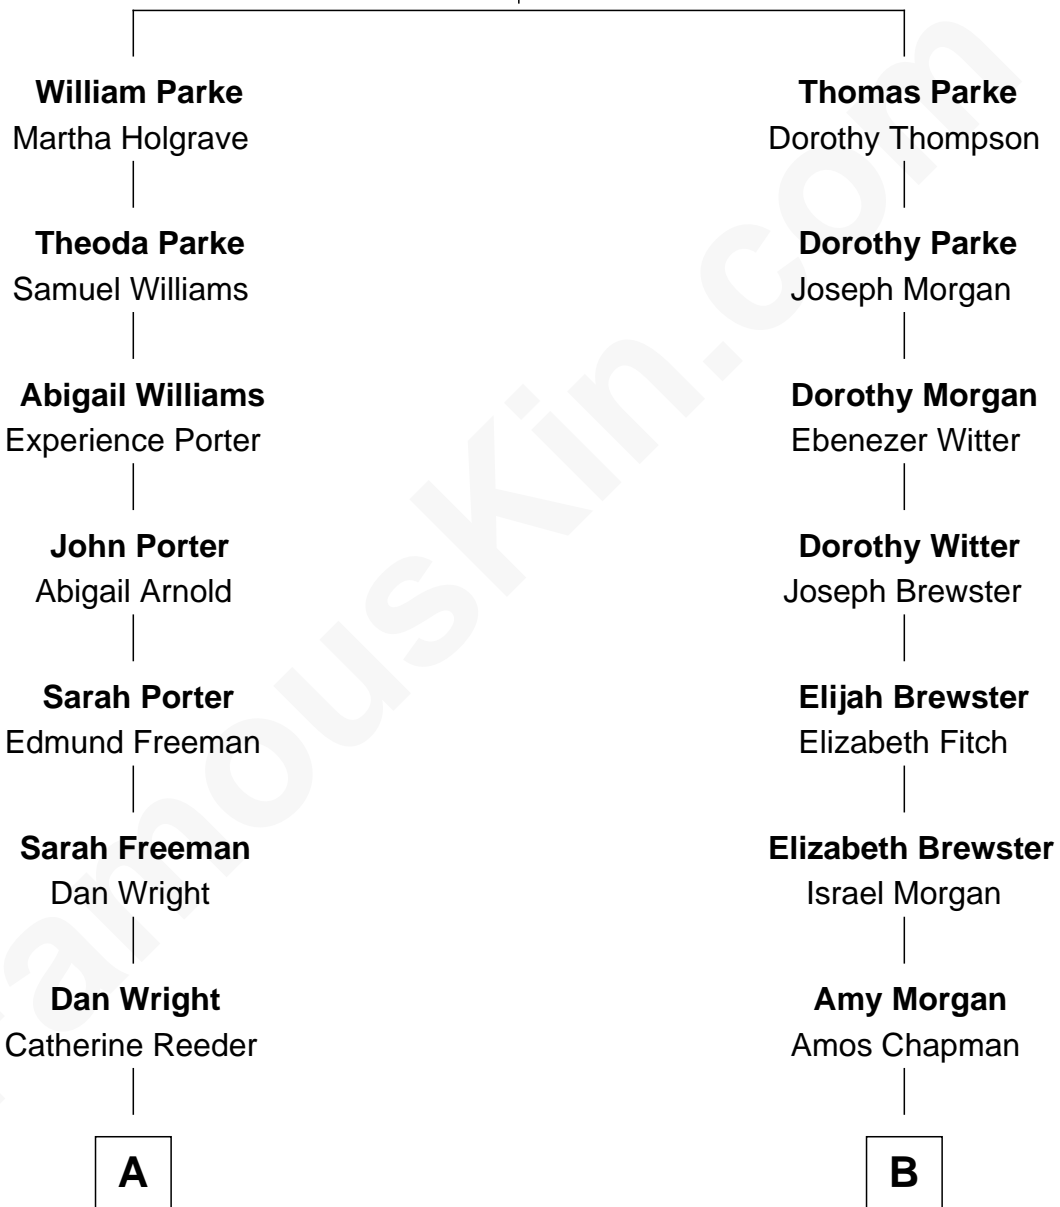 William Parke
Martha Holgrave
Thomas Parke
Dorothy Thompson
Theoda Parke
Samuel Williams
Dorothy Parke
Joseph Morgan
Abigail Williams
Experience Porter
Dorothy Morgan
Ebenezer Witter
John Porter
Abigail Arnold
Dorothy Witter
Joseph Brewster
Sarah Porter
Edmund Freeman
Elijah Brewster
Elizabeth Fitch
Sarah Freeman
Dan Wright
Elizabeth Brewster
Israel Morgan
Dan Wright
Catherine Reeder
Amy Morgan
Amos Chapman
A
B
FamousKin.com